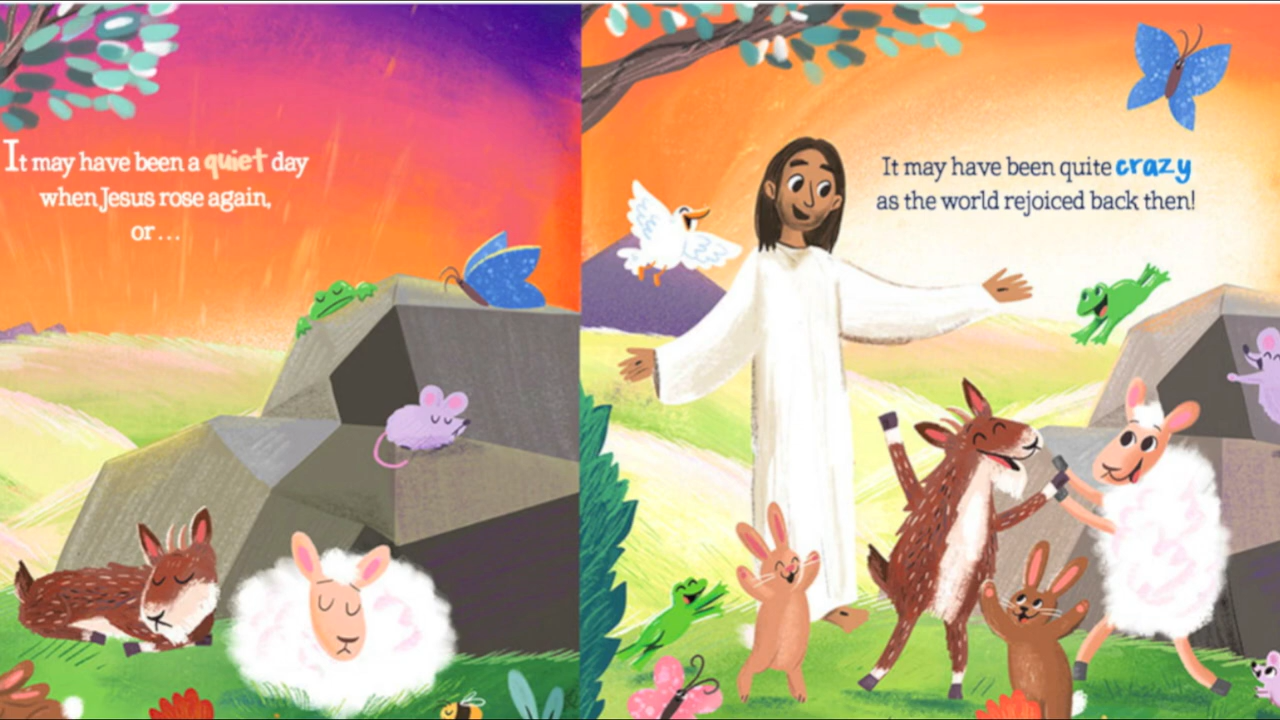 It may have been a quiet day
when Jesus rose again,
or...
It may have been quite crazy
as the world rejoiced back then!